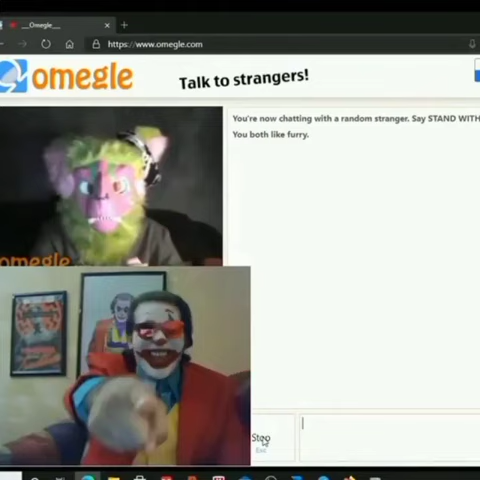 __Omegle__
https://www.omegle.com
omegle
Talk to strangers!
You're now chatting with a random stranger. Say STAND WITH
You both like furry.
omegle
Stop
Esc